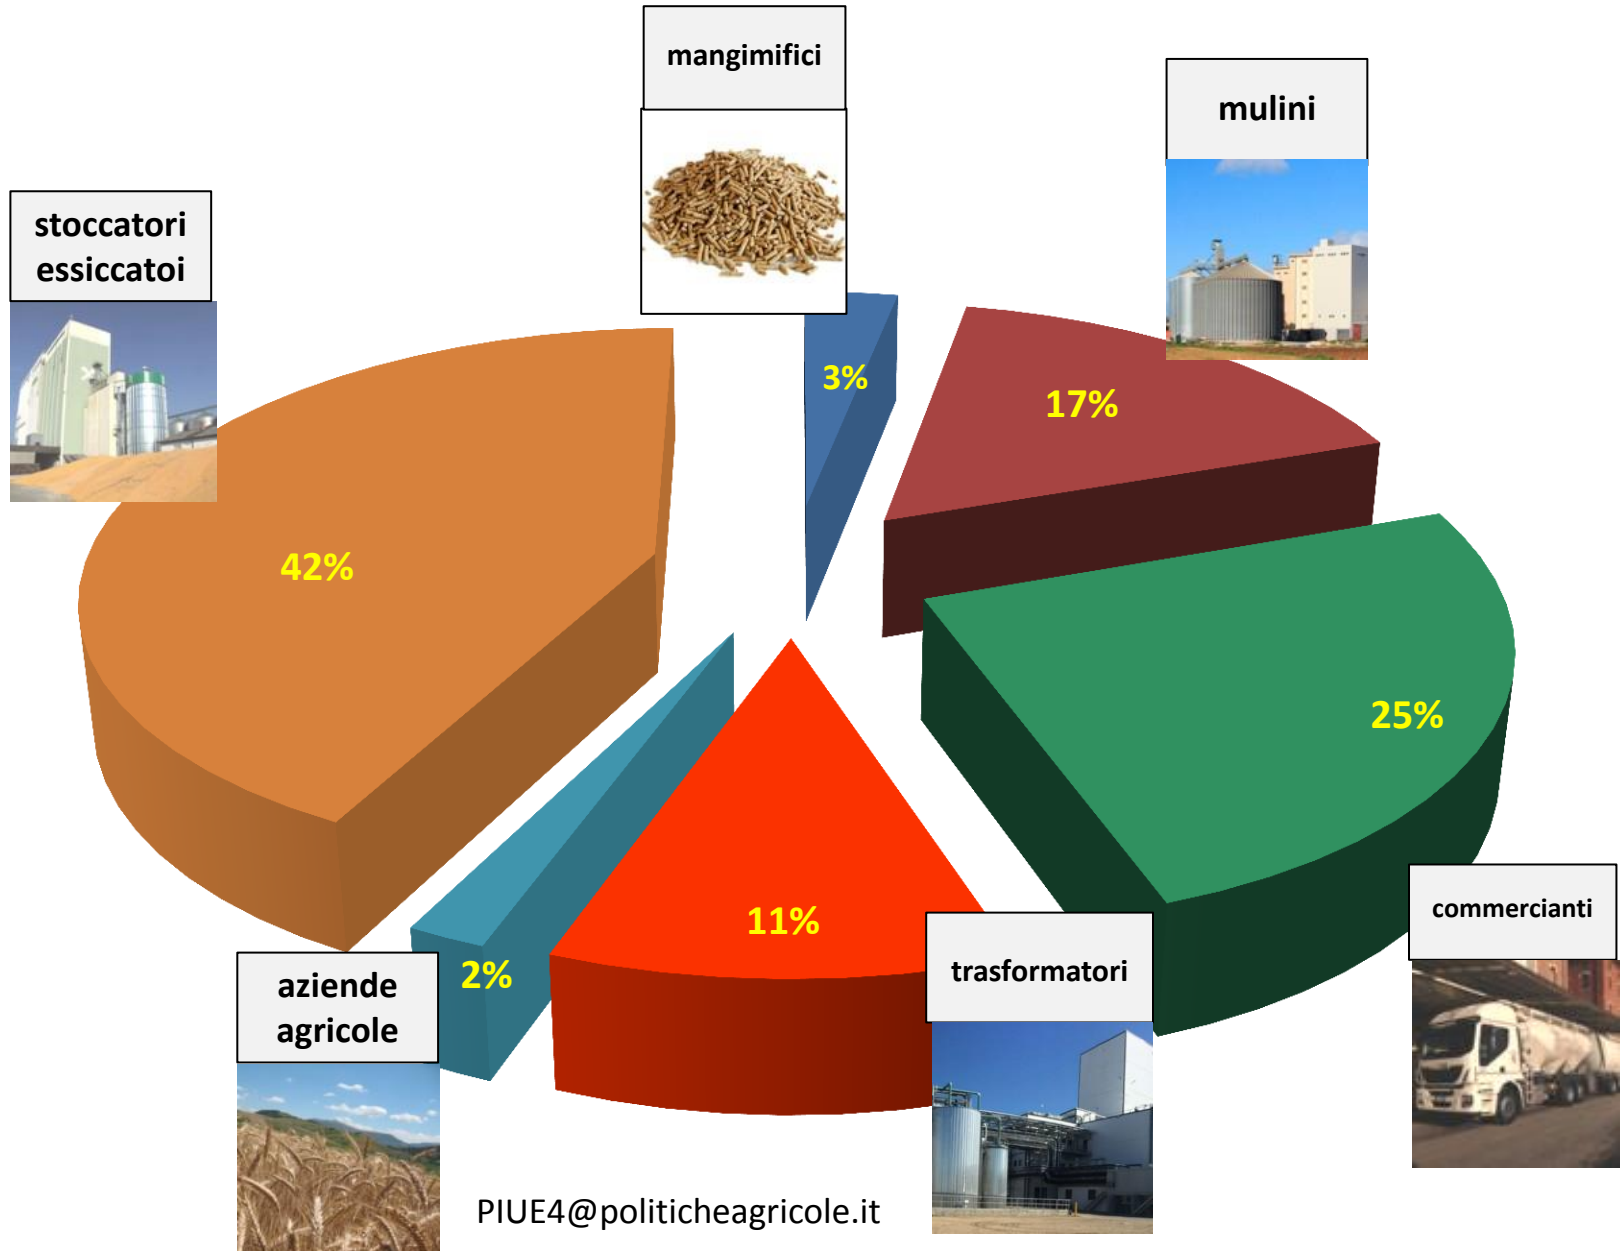 mangimifici
mulini
stoccatori
essiccatoi
3%
17%
42%
25%
11%
2%
commercianti
trasformatori
aziende
agricole
PIUE4@politicheagricole.it